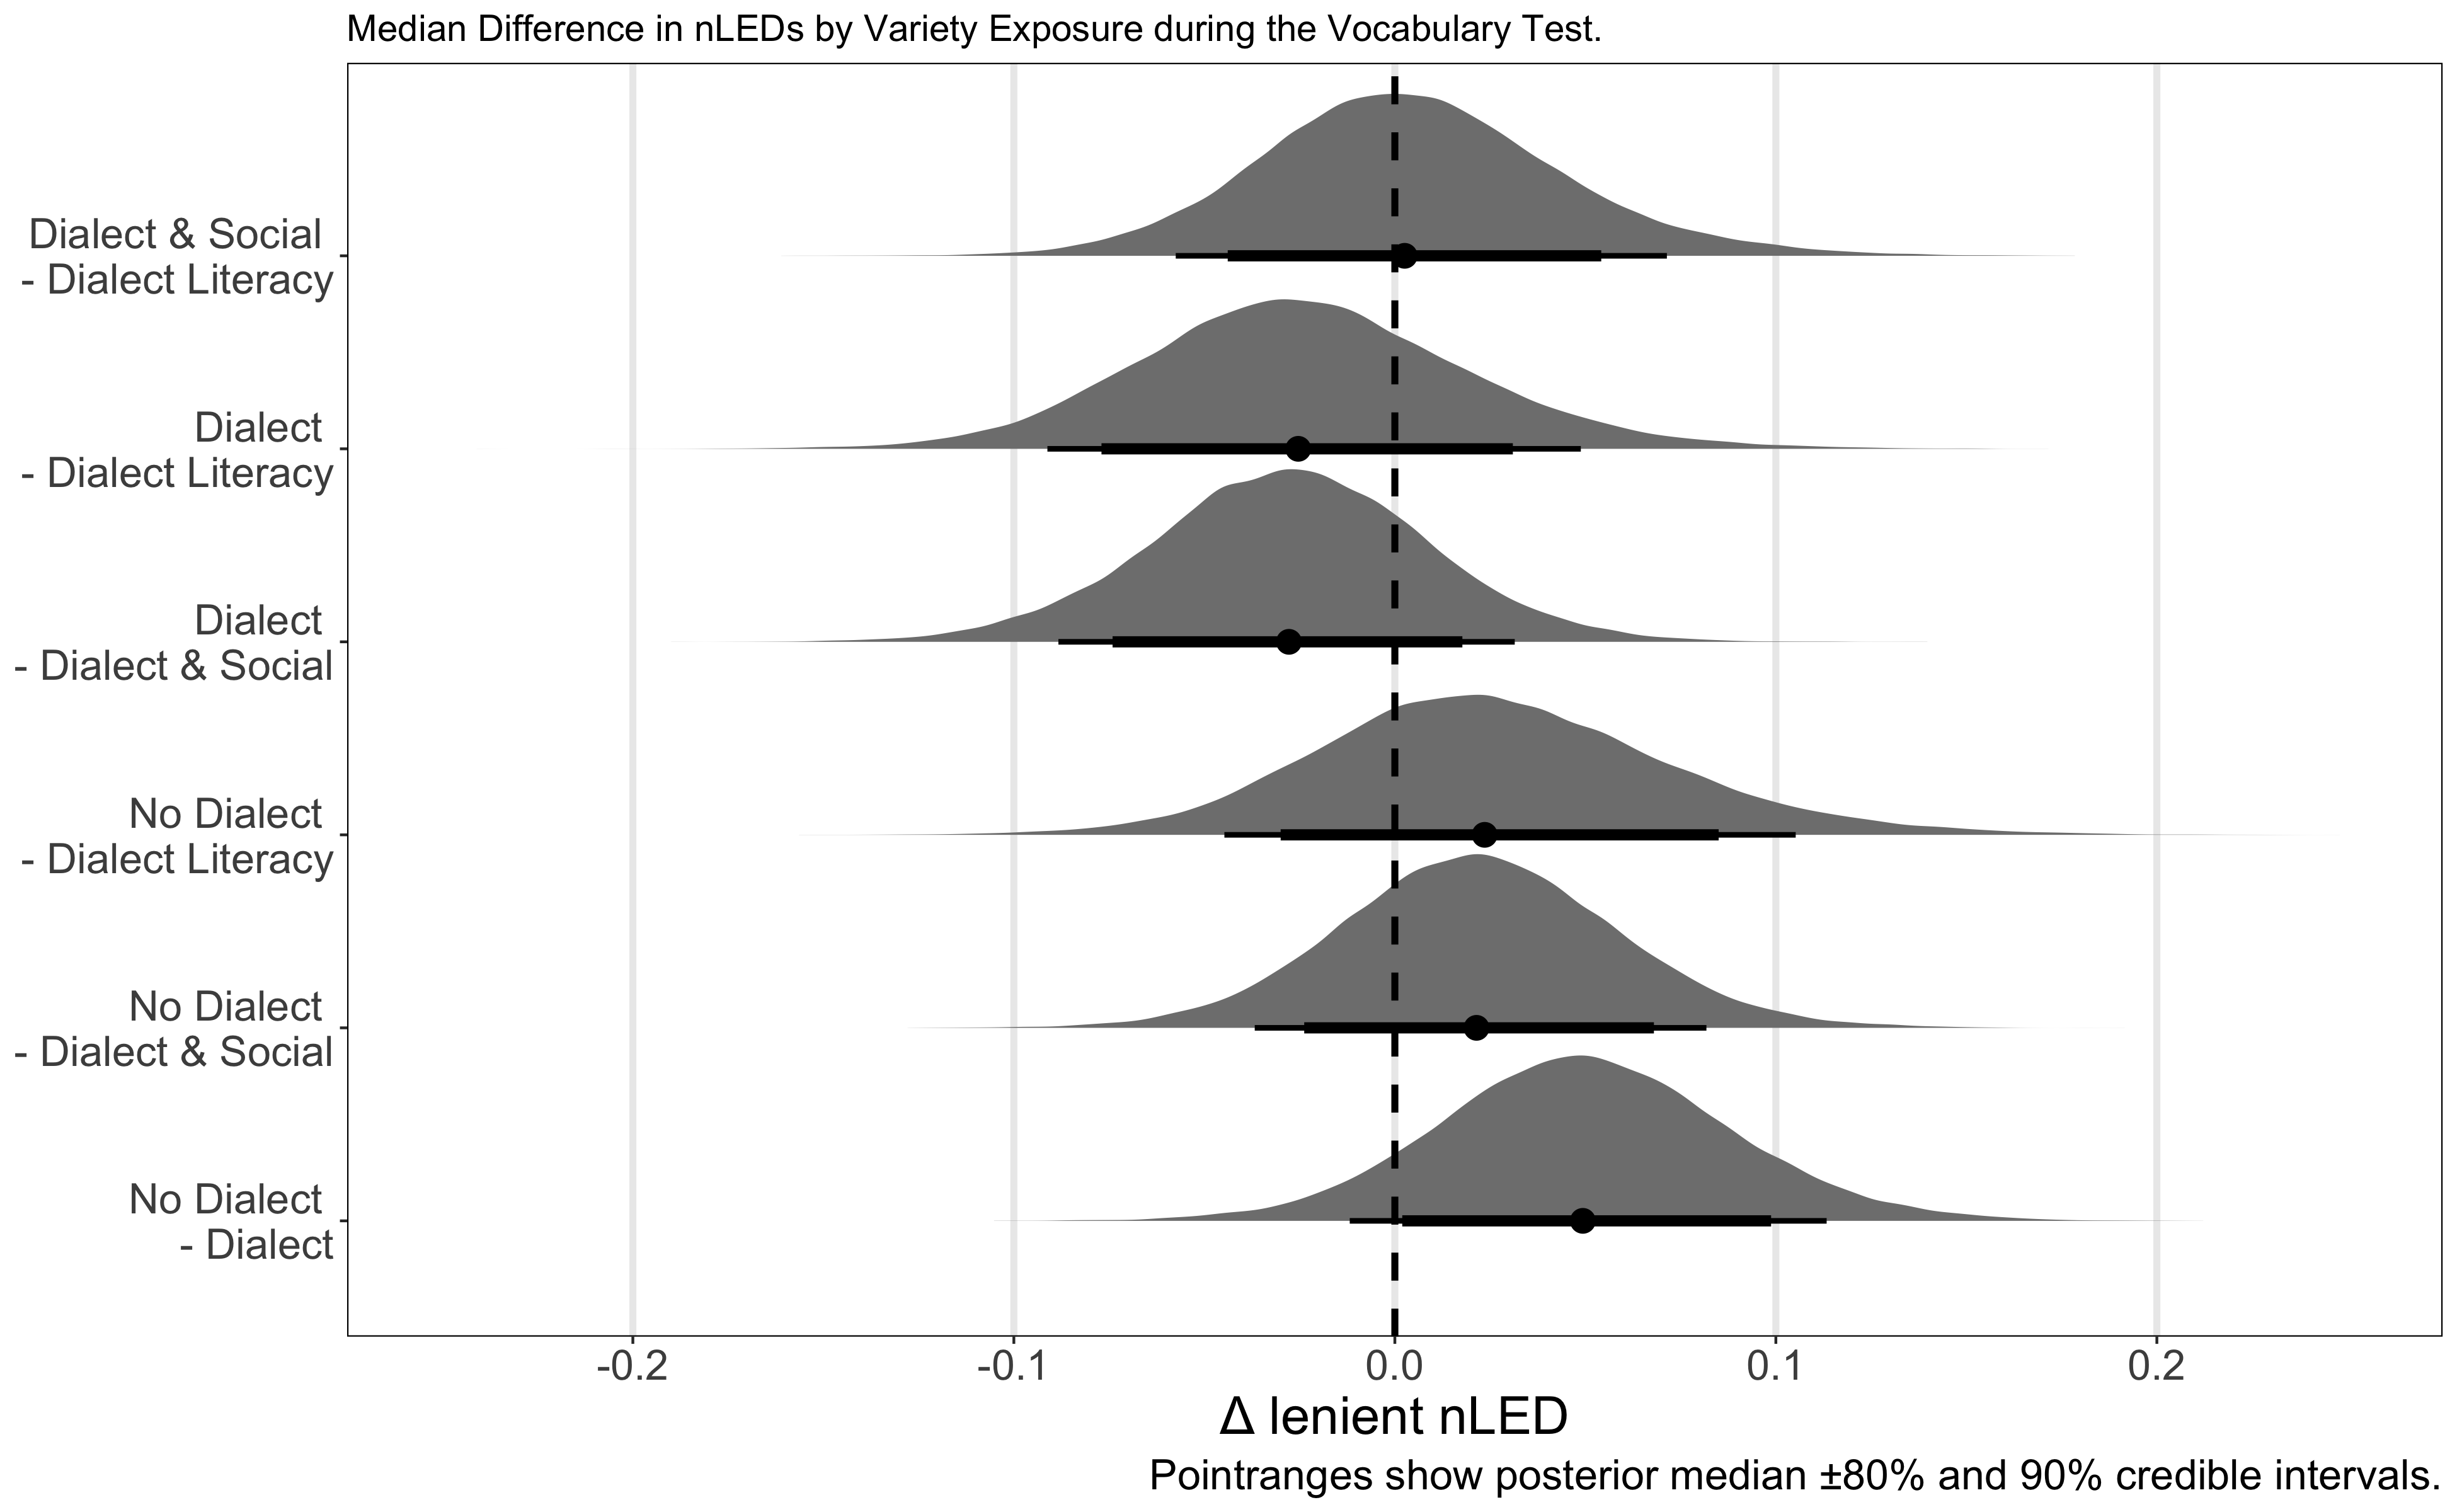 Median Difference in nLEDs by Variety Exposure during the Vocabulary Test.
Dialect & Social
- Dialect Literacy
Dialect
- Dialect Literacy
Dialect
- Dialect & Social
No Dialect
- Dialect Literacy
No Dialect
- Dialect & Social
No Dialect
- Dialect
-0.2 -0.1 0.0 0.1 0.2
Δ lenient nLED
Pointranges show posterior median ±80% and 90% credible intervals.